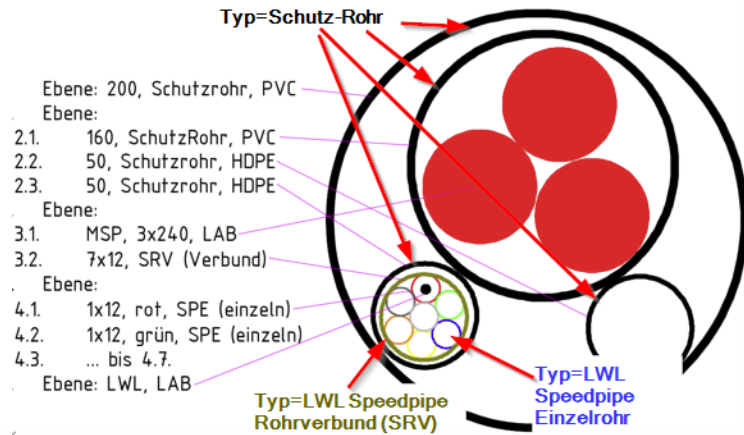 Typ=Schutz-Rohr
Ebene: 200, Schutzrohr, PVC
Ebene:
2.1. 160, SchutzRohr, PVC
2.2. 50, Schutzrohr, HDPE
2.3. 50, Schutzrohr, HDPE
Ebene:
3.1. MSP, 3x240, LAB
3.2. 7x12, SRV (Verbund)
Ebene:
4.1. 1x12, rot, SPE (einzeln)
4.2. 1x12, grün, SPE (einzeln)
4.3. ... bis 4.7.
Ebene: LWL, LAB
Typ=LWL Speedpipe
Rohrverbund (SRV)
Typ=LWL
Speedpipe
Einzelrohr